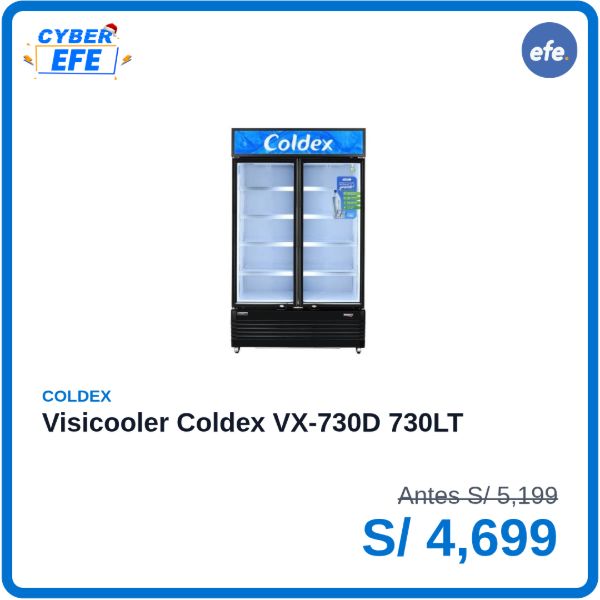 CYBER
EFE
efe.
Coldex
COLDEX
Visicooler Coldex VX-730D 730LT
Antes S/ 5,199
S/ 4,699